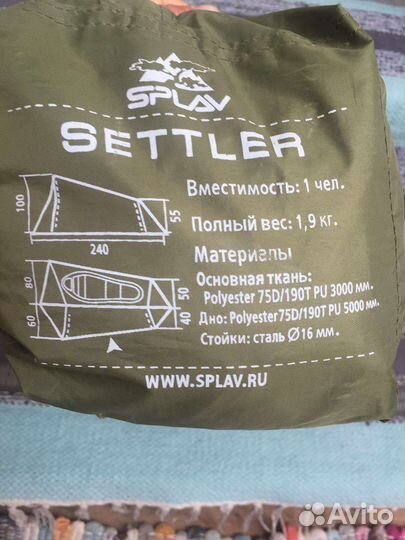 SPLAV
SETTLER
Вместимость: 1 чел.
Полный вес: 1,9 кг.
Материалы
Основная ткань:
Polyester 75D/190T PU 3000 мм.
Дно: Polyester 75D/190T PU 5000 мм.
Стойки: сталь Ø16 мм.
100
55
240
80
50
60
40
WWW.SPLAV.RU
Avito